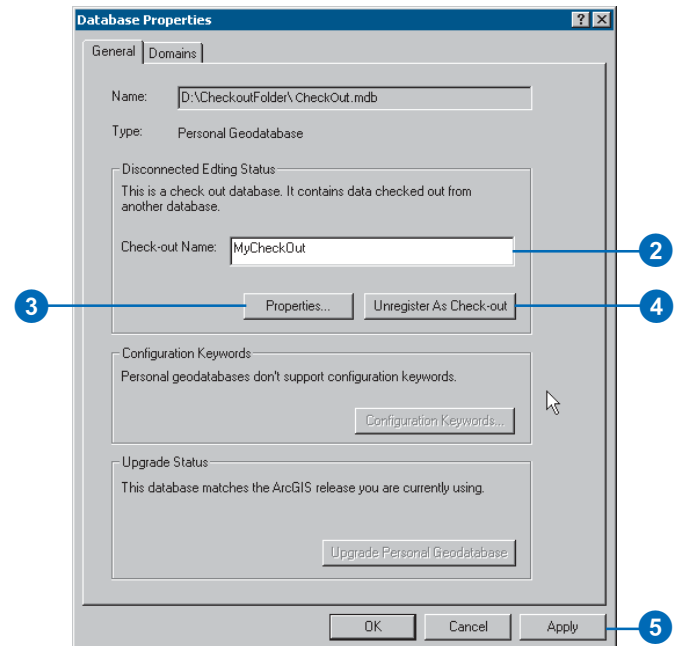 Database Properties
General
Domains
Name:
D:\CheckoutFolder\ CheckOut.mdb
Type:
Personal Geodatabase
Disconnected Edting Status
This is a check out database. It contains data checked out from
another database.
Check-out Name:
MyCheckOut
2
3
Properties...
Unregister As Check-out
4
Configuration Keywords
Personal geodatabases don't support configuration keywords.
Configuration Keywords...
Upgrade Status
This database matches the ArcGIS release you are currently using.
Upgrade Personal Geodatabase
OK
Cancel
Apply
5